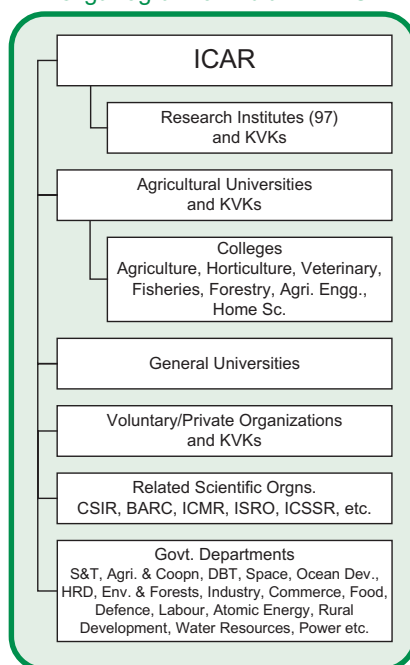 ICAR
Research Institutes (97)
and KVKs
Agricultural Universities
and KVKs
Colleges
Agriculture, Horticulture, Veterinary,
Fisheries, Forestry, Agri. Engg.,
Home Sc.
General Universities
Voluntary/Private Organizations
and KVKs
Related Scientific Orgns.
CSIR, BARC, ICMR, ISRO, ICSSR, etc.
Govt. Departments
S&T, Agri. & Coopn, DBT, Space, Ocean Dev.,
HRD, Env. & Forests, Industry, Commerce, Food,
Defence, Labour, Atomic Energy, Rural
Development, Water Resources, Power etc.